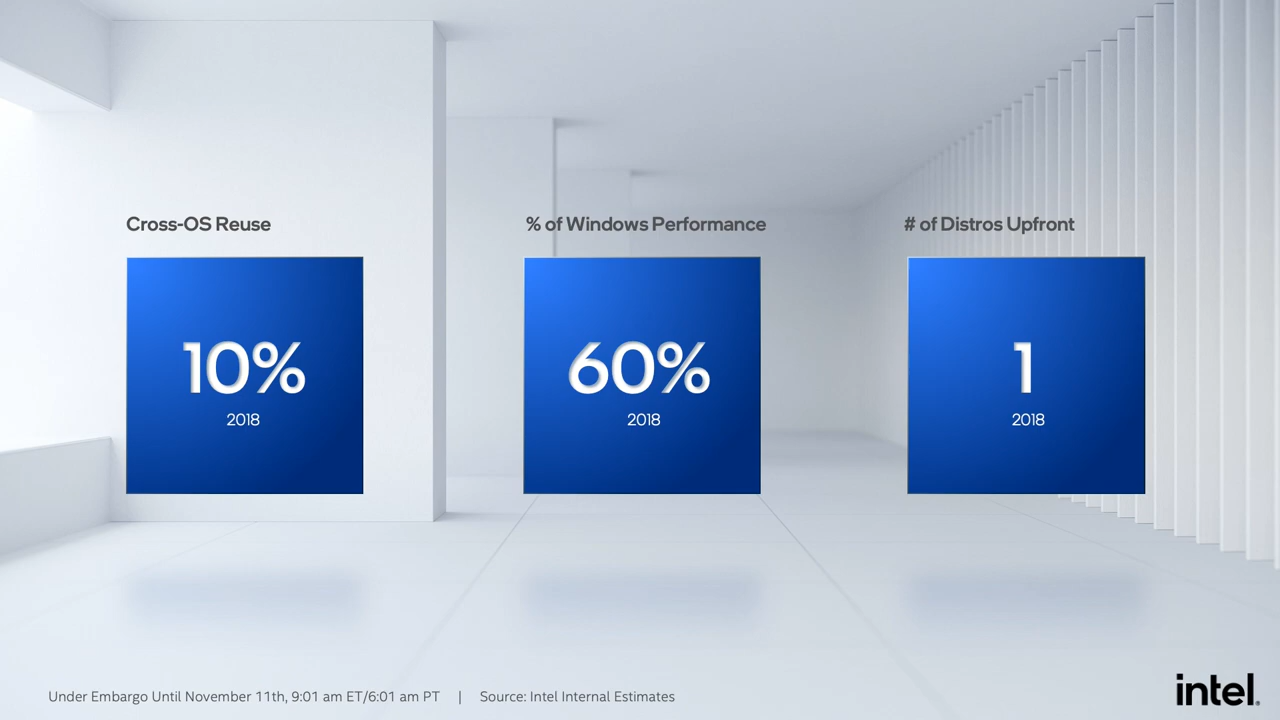 Cross-OS Reuse
10%
2018
% of Windows Performance
60%
2018
# of Distros Upfront
1
2018
Under Embargo Until November 11th, 9:01 am ET/6:01 am PT | Source: Intel Internal Estimates
intel.